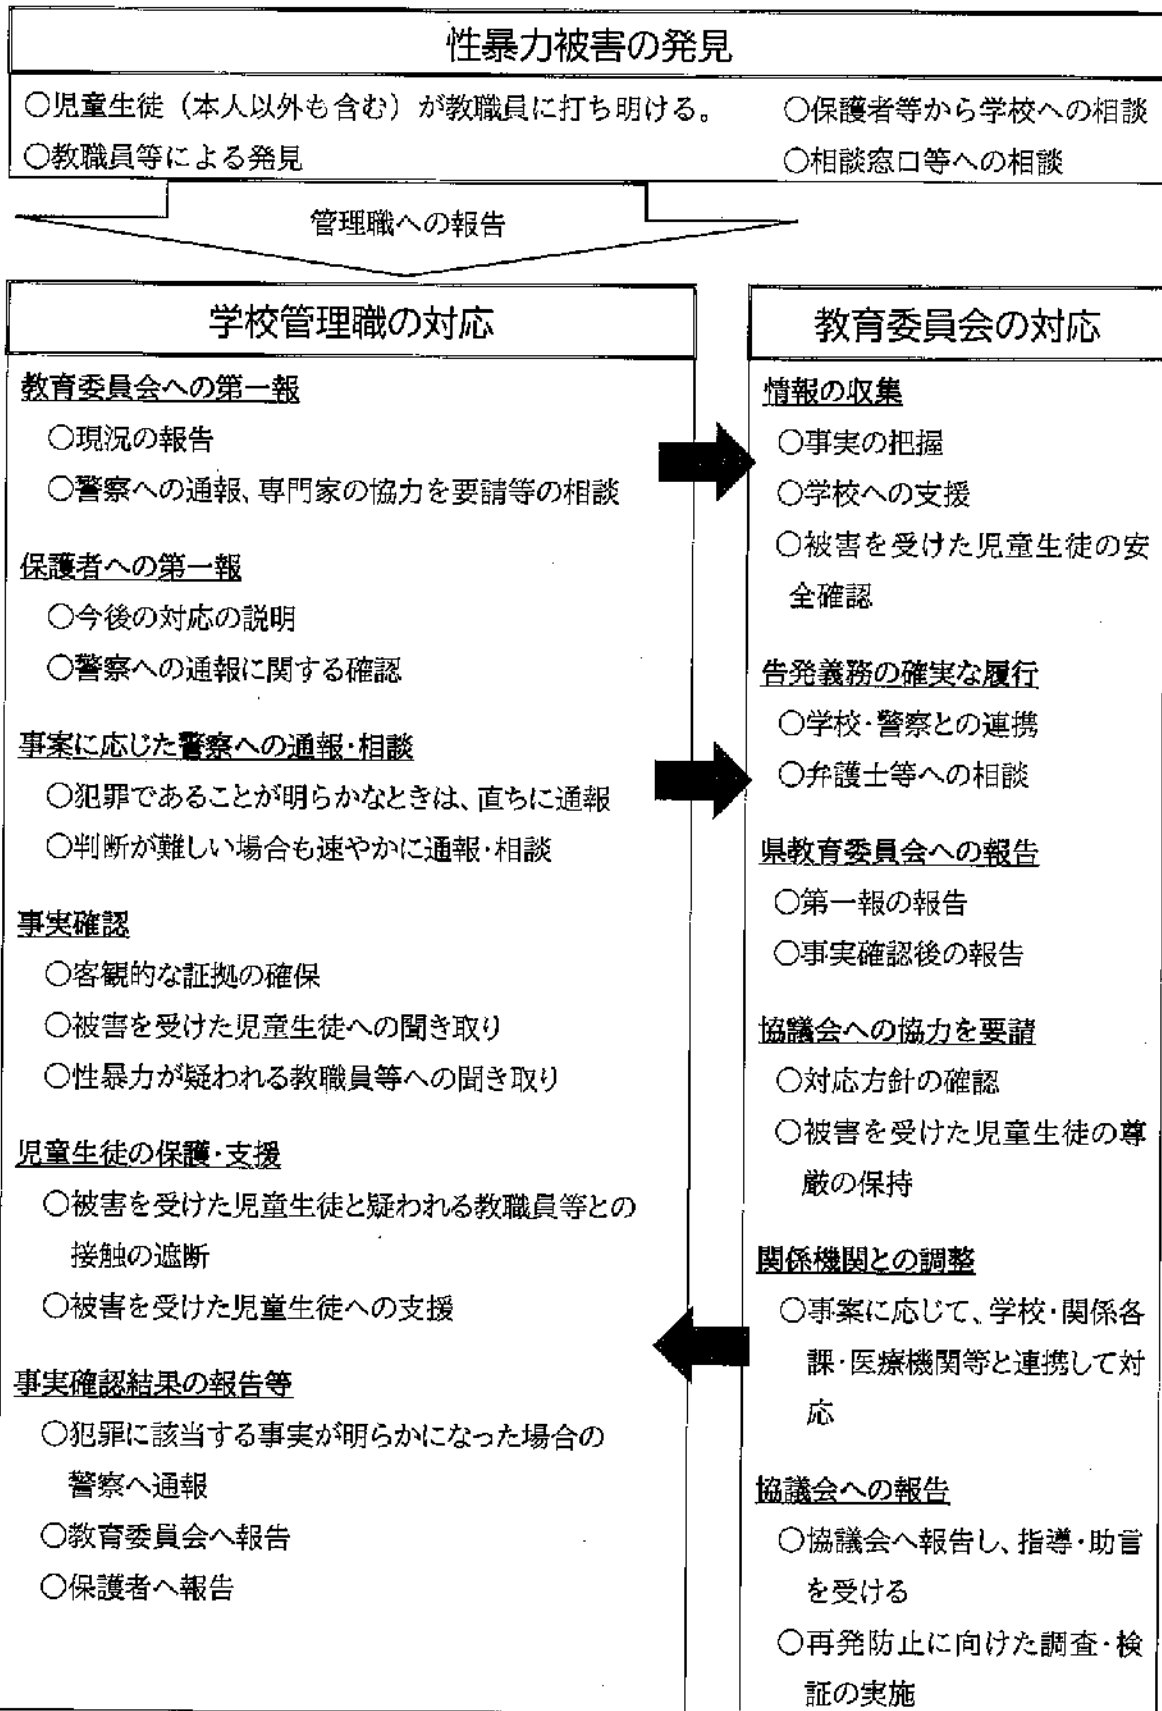 性暴力被害の発見
○児童生徒（本人以外も含む）が教職員に打ち明ける。
○保護者等から学校への相談
○教職員等による発見
○相談窓口等への相談
管理職への報告
学校管理職の対応
教育委員会への第一報
○現況の報告
○警察への通報、専門家の協力を要請等の相談
保護者への第一報
○今後の対応の説明
○警察への通報に関する確認
事案に応じた警察への通報・相談
○犯罪であることが明らかなときは、直ちに通報
○判断が難しい場合も速やかに通報・相談
事実確認
○客観的な証拠の確保
○被害を受けた児童生徒への聞き取り
○性暴力が疑われる教職員等への聞き取り
児童生徒の保護・支援
○被害を受けた児童生徒と疑われる教職員等との
接触の遮断
○被害を受けた児童生徒への支援
事実確認結果の報告等
○犯罪に該当する事実が明らかになった場合の
警察へ通報
○教育委員会へ報告
○保護者へ報告
教育委員会の対応
情報の収集
○事実の把握
○学校への支援
○被害を受けた児童生徒の安
全確認
告発義務の確実な履行
○学校・警察との連携
○弁護士等への相談
県教育委員会への報告
○第一報の報告
○事実確認後の報告
協議会への協力を要請
○対応方針の確認
○被害を受けた児童生徒の尊
厳の保持
関係機関との調整
○事案に応じて、学校・関係各
課・医療機関等と連携して対
応
協議会への報告
○協議会へ報告し、指導・助言
を受ける
○再発防止に向けた調査・検
証の実施